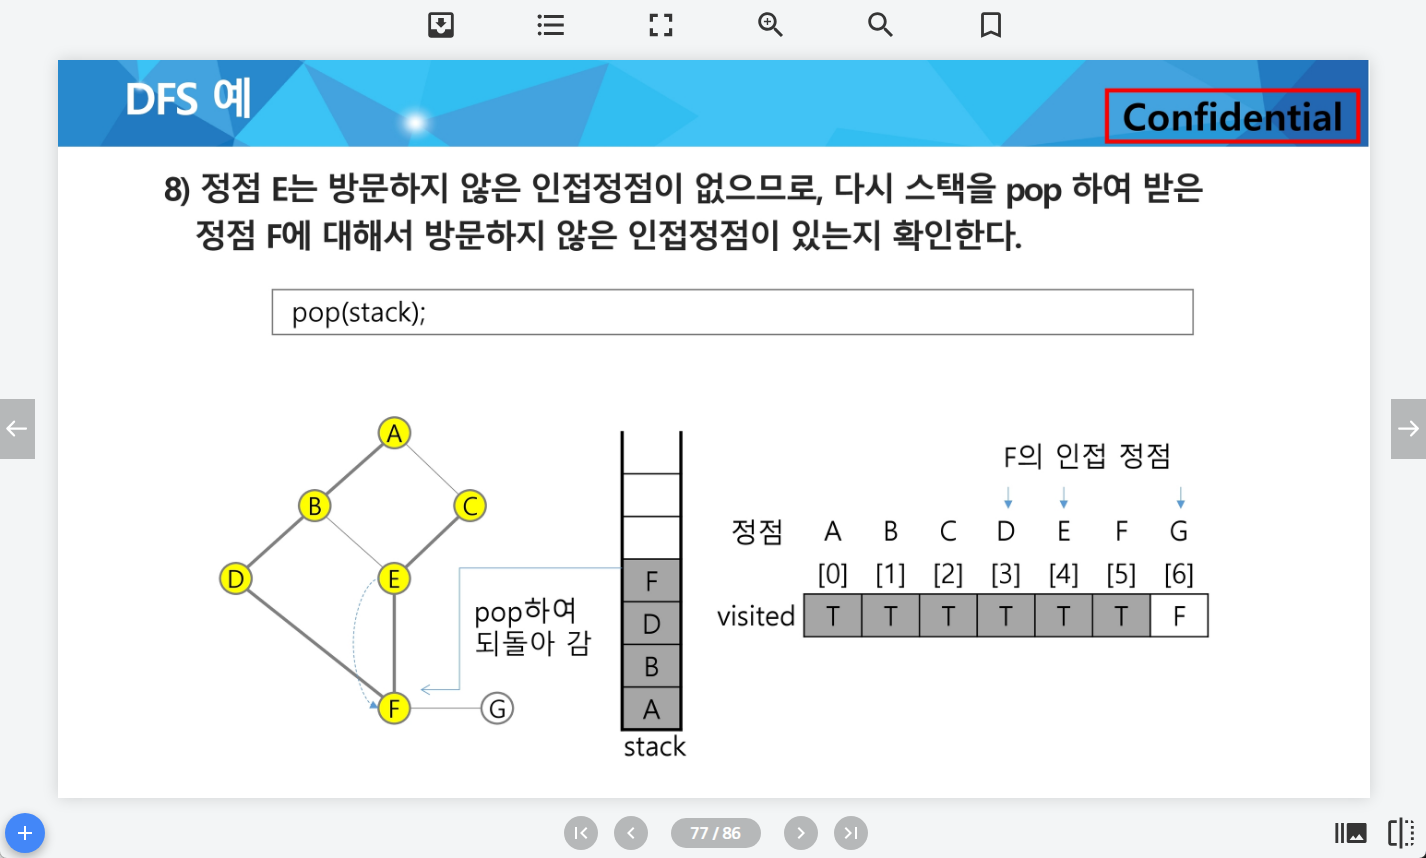 DFS 예
Confidential
8) 정점 E는 방문하지 않은 인접정점이 없으므로, 다시 스택을 pop 하여 받은
정점 F에 대해서 방문하지 않은 인접정점이 있는지 확인한다.
pop(stack);
A
B
C
D
E
F
G
pop하여
되돌아 감
F
D
B
A
stack
F의 인접 정점
정점 A B C D E F G
[0] [1] [2] [3] [4] [5] [6]
visited T T T T T T F
77 / 86